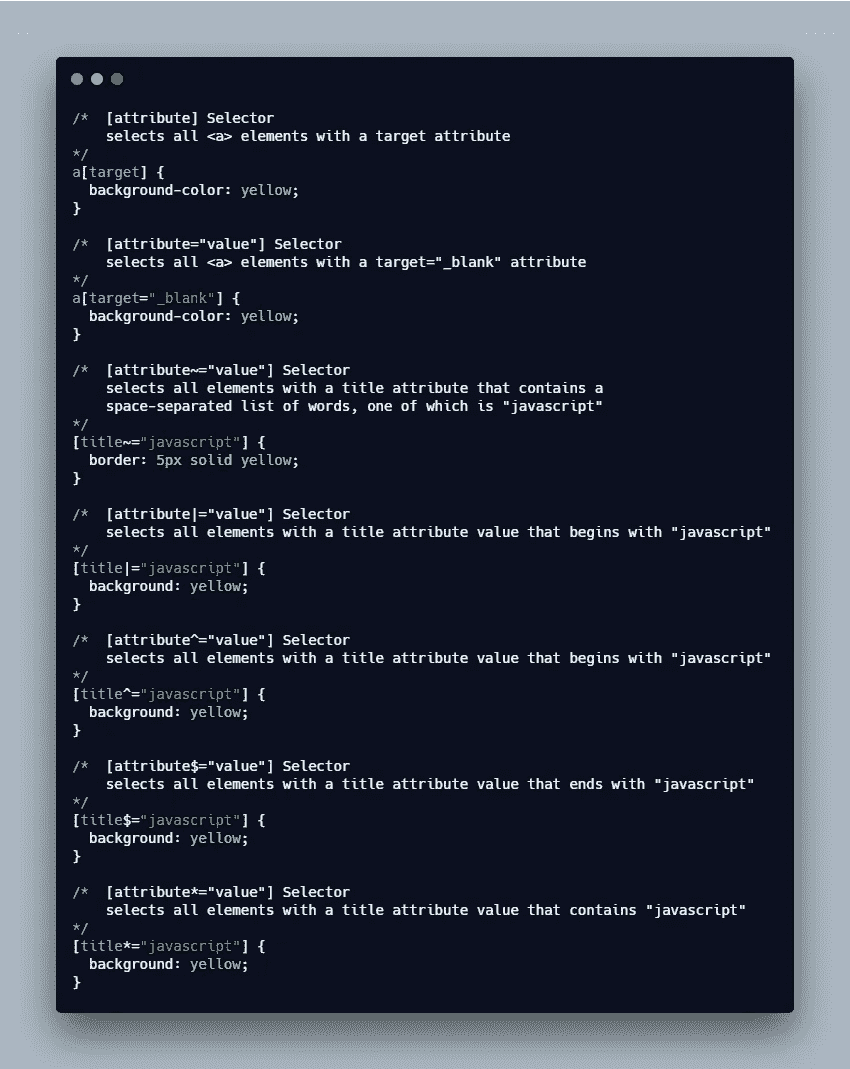 /*  [attribute] Selector
    selects all <a> elements with a target attribute
*/
a[target] {
  background-color: yellow;
}

/*  [attribute="value"] Selector
    selects all <a> elements with a target="_blank" attribute
*/
a[target="_blank"] {
  background-color: yellow;
}

/*  [attribute~="value"] Selector
    selects all elements with a title attribute that contains a
    space-separated list of words, one of which is "javascript"
*/
[title~="javascript"] {
  border: 5px solid yellow;
}

/*  [attribute|="value"] Selector
    selects all elements with a title attribute value that begins with "javascript"
*/
[title|="javascript"] {
  background: yellow;
}

/*  [attribute^="value"] Selector
    selects all elements with a title attribute value that begins with "javascript"
*/
[title^="javascript"] {
  background: yellow;
}

/*  [attribute$="value"] Selector
    selects all elements with a title attribute value that ends with "javascript"
*/
[title$="javascript"] {
  background: yellow;
}

/*  [attribute*="value"] Selector
    selects all elements with a title attribute value that contains "javascript"
*/
[title*="javascript"] {
  background: yellow;
}